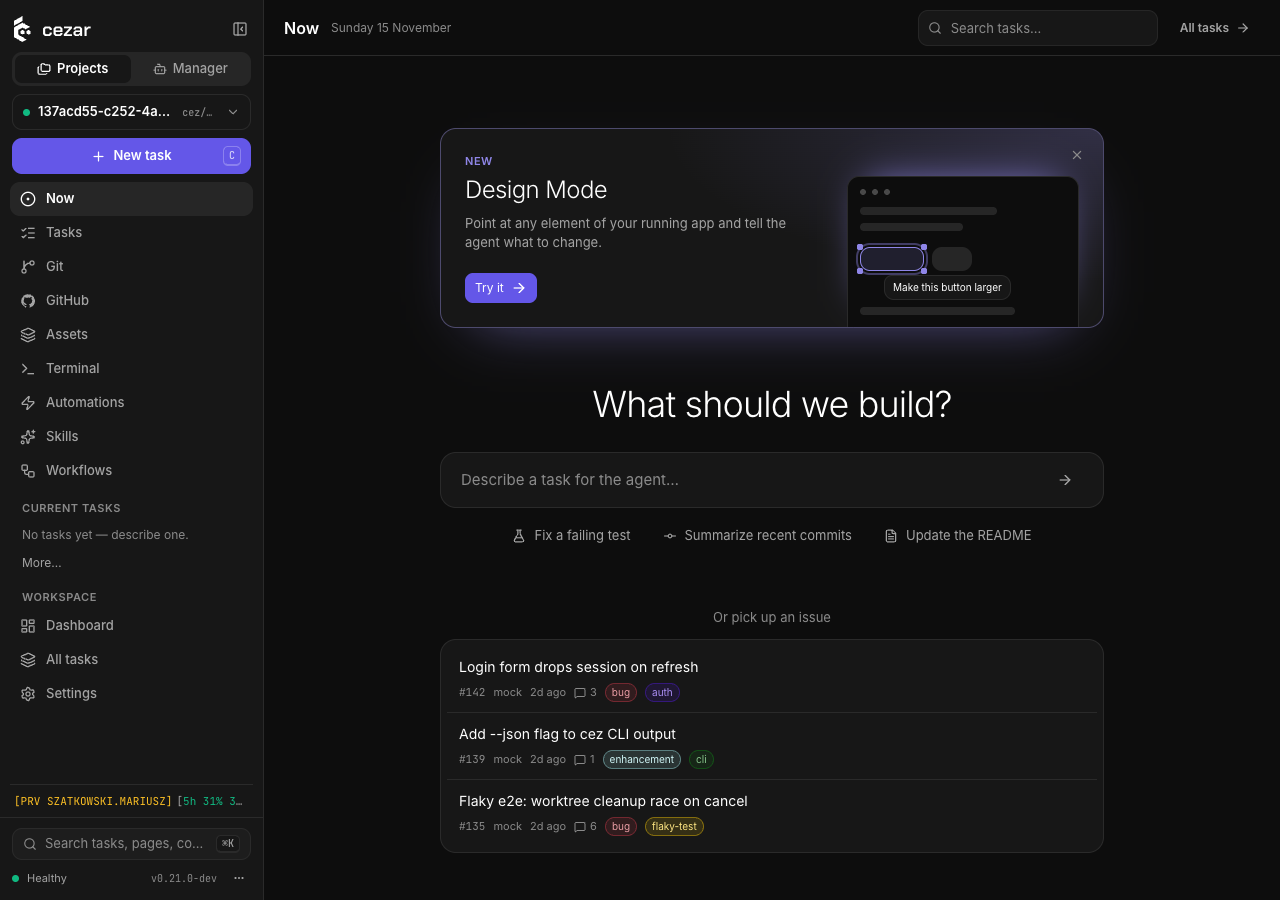 cezar
Projects
Manager
137acd55-c252-4a... cez/...
New task C
Now
Tasks
Git
GitHub
Assets
Terminal
Automations
Skills
Workflows
CURRENT TASKS
No tasks yet — describe one.
More...
WORKSPACE
Dashboard
All tasks
Settings
[PRV SZATKOWSKI.MARIUSZ] [5h 31% 3...
Search tasks, pages, co... ⌘K
Healthy v0.21.0-dev
Now Sunday 15 November
Search tasks...
All tasks
NEW
Design Mode
Point at any element of your running app and tell the
agent what to change.
Try it
Make this button larger
What should we build?
Describe a task for the agent...
Fix a failing test
Summarize recent commits
Update the README
Or pick up an issue
Login form drops session on refresh
#142 mock 2d ago 3 bug auth
Add --json flag to cez CLI output
#139 mock 2d ago 1 enhancement cli
Flaky e2e: worktree cleanup race on cancel
#135 mock 2d ago 6 bug flaky-test